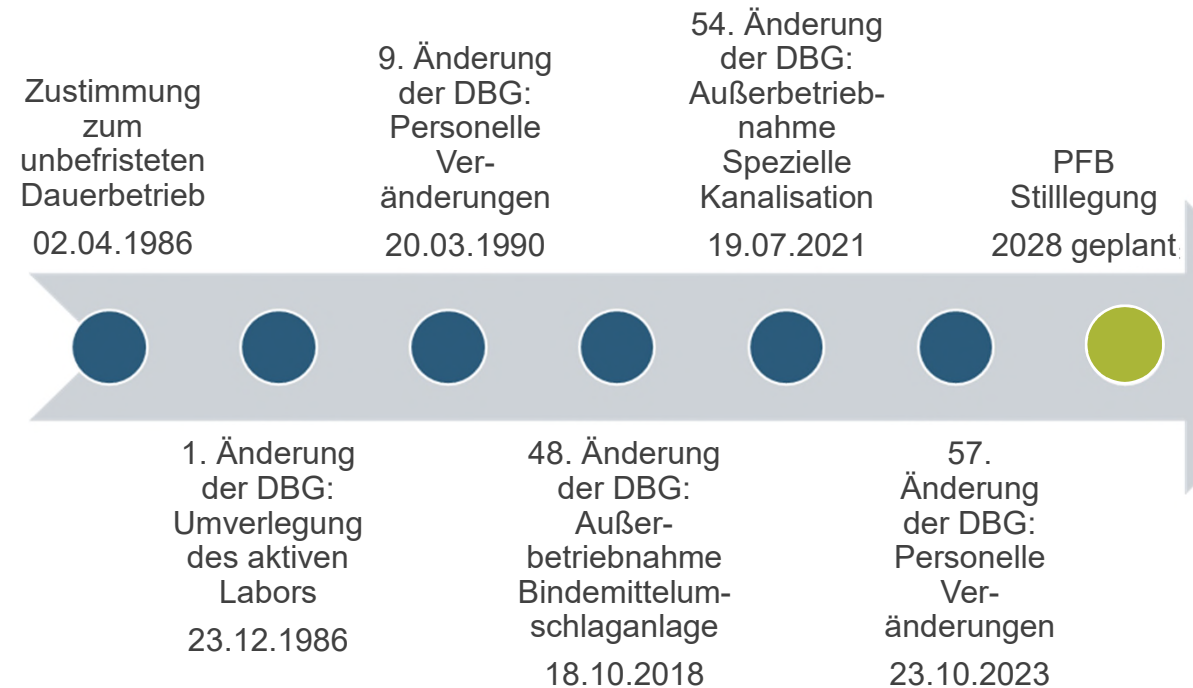 Zustimmung
zum
unbefristeten
Dauerbetrieb
02.04.1986
1. Änderung
der DBG:
Umverlegung
des aktiven
Labors
23.12.1986
9. Änderung
der DBG:
Personelle
Ver-
änderungen
20.03.1990
48. Änderung
der DBG:
Außer-
betriebnahme
Bindemittelum-
schlaganlage
18.10.2018
54. Änderung
der DBG:
Außerbetrieb-
nahme
Spezielle
Kanalisation
19.07.2021
57.
Änderung
der DBG:
Personelle
Ver-
änderungen
23.10.2023
PFB
Stilllegung
2028 geplant